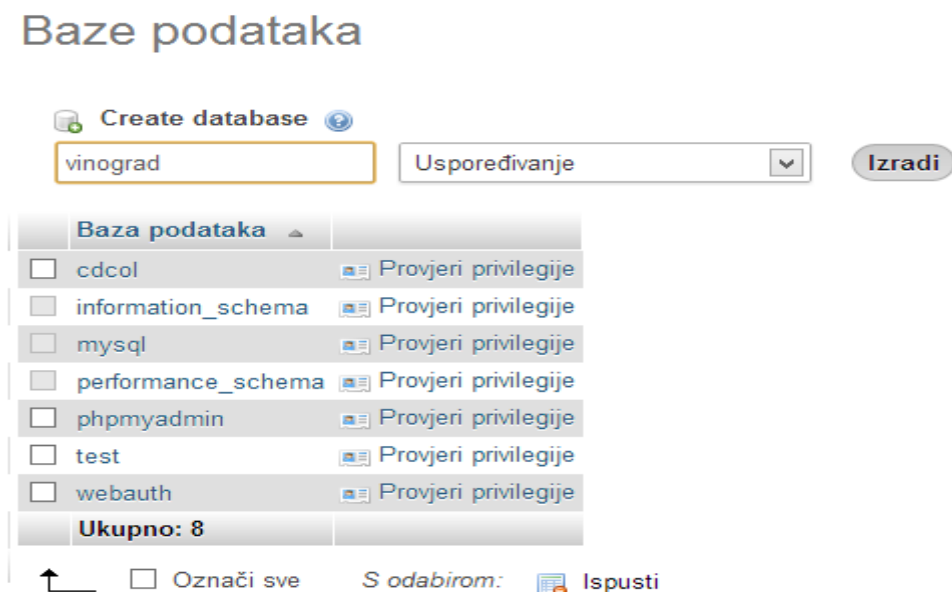 Baze podataka
Create database
vinograd Uspoređivanje Izradi
Baza podataka
cdcol Provjeri privilegije
information_schema Provjeri privilegije
mysql Provjeri privilegije
performance_schema Provjeri privilegije
phpmyadmin Provjeri privilegije
test Provjeri privilegije
webauth Provjeri privilegije
Ukupno: 8
Označi sve S odabirom: Ispusti